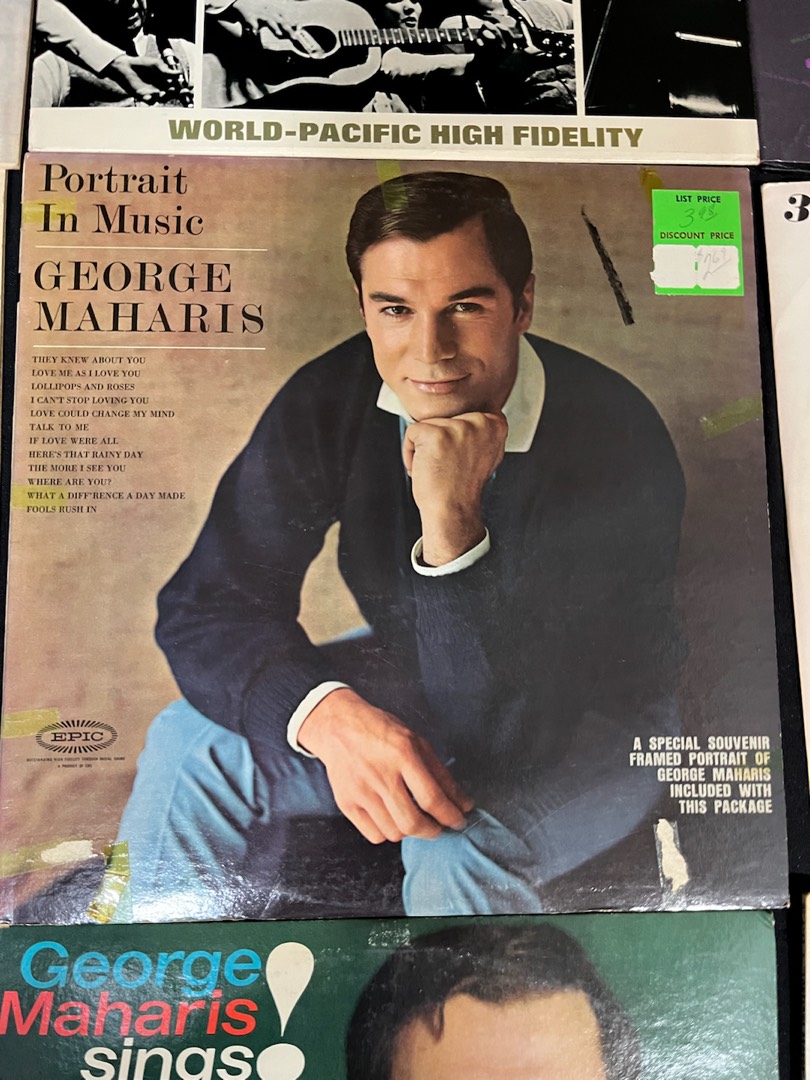 WORLD-PACIFIC HIGH FIDELITY
Portrait
In Music
GEORGE
MAHARIS
THEY KNEW ABOUT YOU
LOVE ME AS I LOVE YOU
LOLLIPOPS AND ROSES
I CAN'T STOP LOVING YOU
LOVE COULD CHANGE MY MIND
TALK TO ME
IF LOVE WERE ALL
HERE'S THAT RAINY DAY
THE MORE I SEE YOU
WHERE ARE YOU?
WHAT A DIFF'RENCE A DAY MADE
FOOLS RUSH IN
LIST PRICE
3.98
DISCOUNT PRICE
3
EPIC
A SPECIAL SOUVENIR
FRAMED PORTRAIT OF
GEORGE MAHARIS
INCLUDED WITH
THIS PACKAGE
George
Maharis
sings!